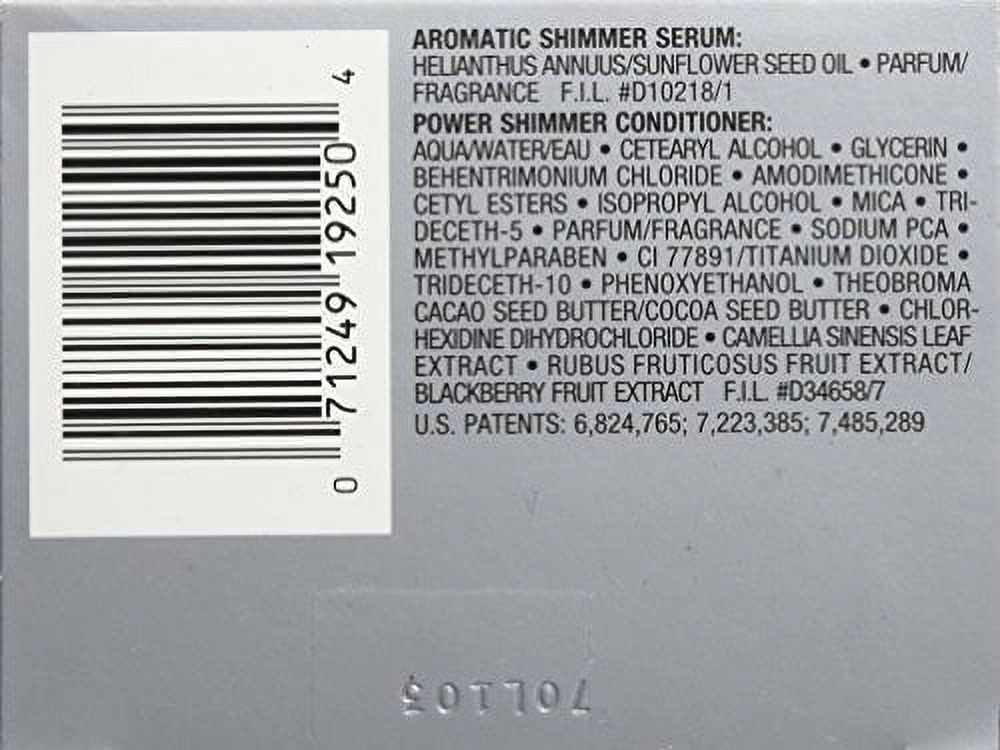 AROMATIC SHIMMER SERUM:
HELIANTHUS ANNUUS/SUNFLOWER SEED OIL • PARFUM/
FRAGRANCE F.I.L. #D10218/1
POWER SHIMMER CONDITIONER:
AQUA/WATER/EAU • CETEARYL ALCOHOL • GLYCERIN •
BEHENTRIMONIUM CHLORIDE • AMODIMETHICONE •
CETYL ESTERS • ISOPROPYL ALCOHOL • MICA • TRI-
DECETH-5 • PARFUM/FRAGRANCE • SODIUM PCA •
METHYLPARABEN • CI 77891/TITANIUM DIOXIDE •
TRIDECETH-10 • PHENOXYETHANOL • THEOBROMA
CACAO SEED BUTTER/COCOA SEED BUTTER • CHLOR-
HEXIDINE DIHYDROCHLORIDE • CAMELLIA SINENSIS LEAF
EXTRACT • RUBUS FRUTICOSUS FRUIT EXTRACT/
BLACKBERRY FRUIT EXTRACT F.I.L. #D34658/7
U.S. PATENTS: 6,824,765; 7,223,385; 7,485,289
0 71249 19250 4